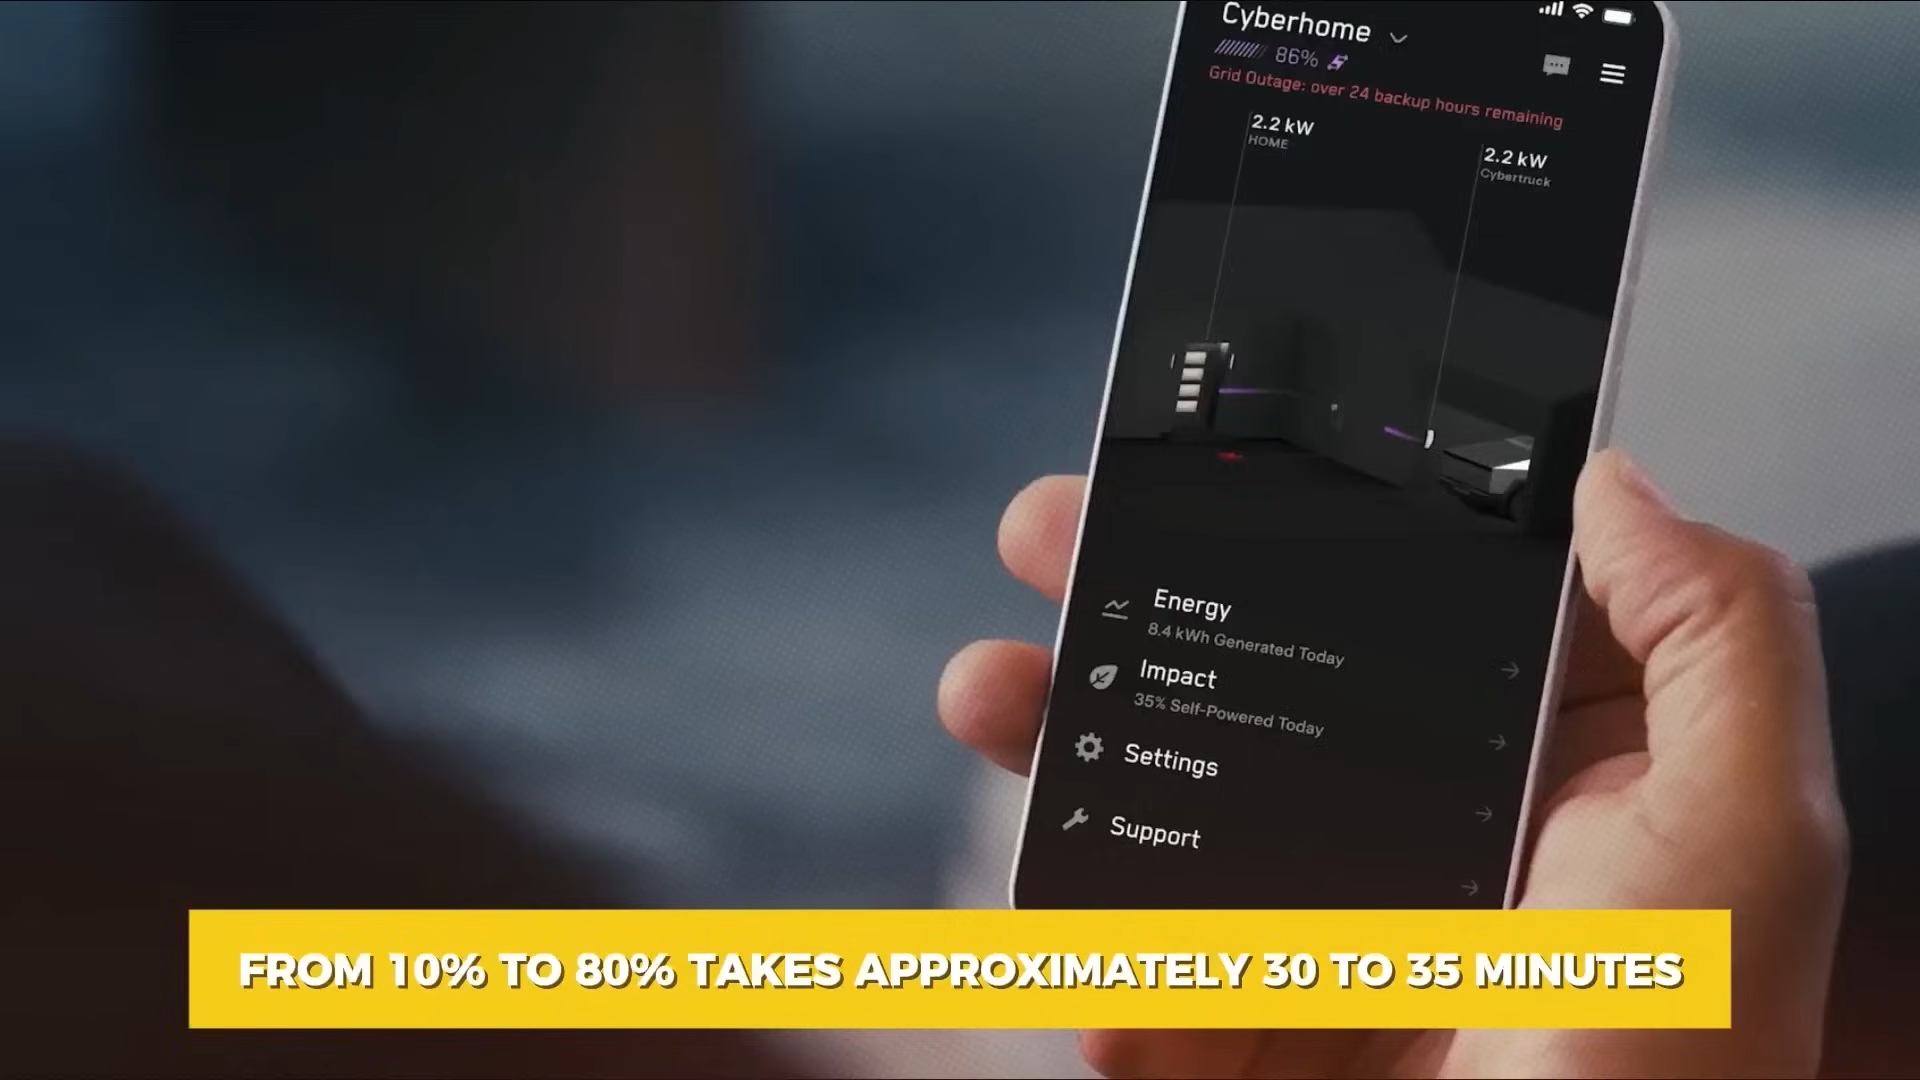 Cyberhome
86%
Grid Outage: over 24 backup hours remaining
2.2 kW
HOME
2.2 kW
Cybertruck
Energy
8.4 kWh Generated Today
Impact
35% Self-Powered Today
Settings
Support
FROM 10% TO 80% TAKES APPROXIMATELY 30 TO 35 MINUTES